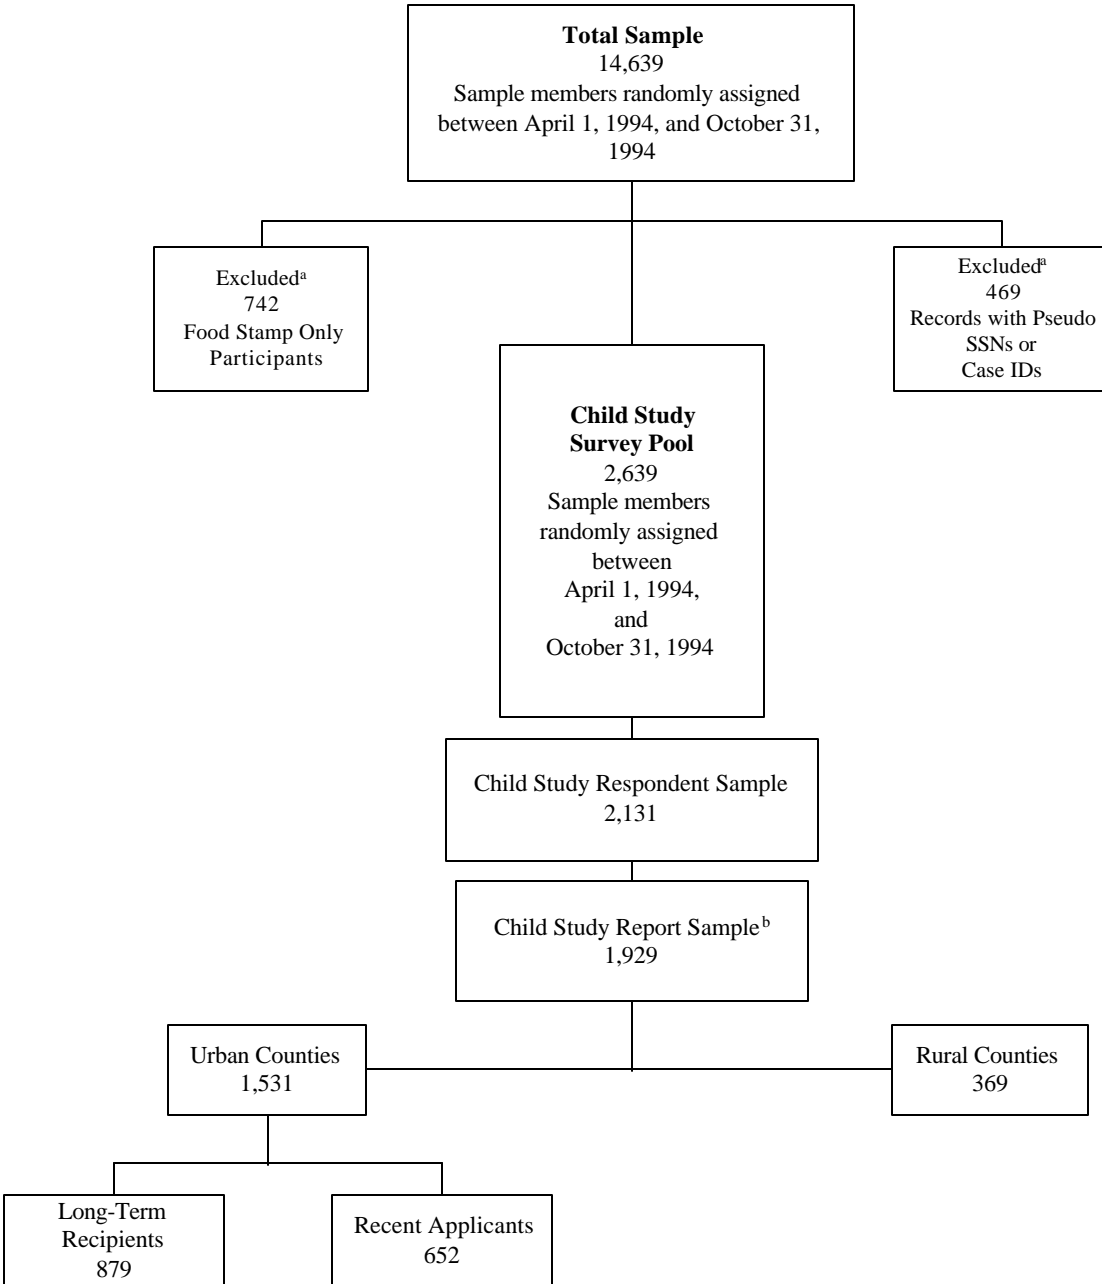 Total Sample
14,639
Sample members randomly assigned
between April 1, 1994, and October 31,
1994
Excludedᵃ
742
Food Stamp Only
Participants
Excludedᵃ
469
Records with Pseudo
SSNs or
Case IDs
Child Study
Survey Pool
2,639
Sample members
randomly assigned
between
April 1, 1994,
and
October 31, 1994
Child Study Respondent Sample
2,131
Child Study Report Sampleᵇ
1,929
Urban Counties
1,531
Rural Counties
369
Long-Term
Recipients
879
Recent Applicants
652